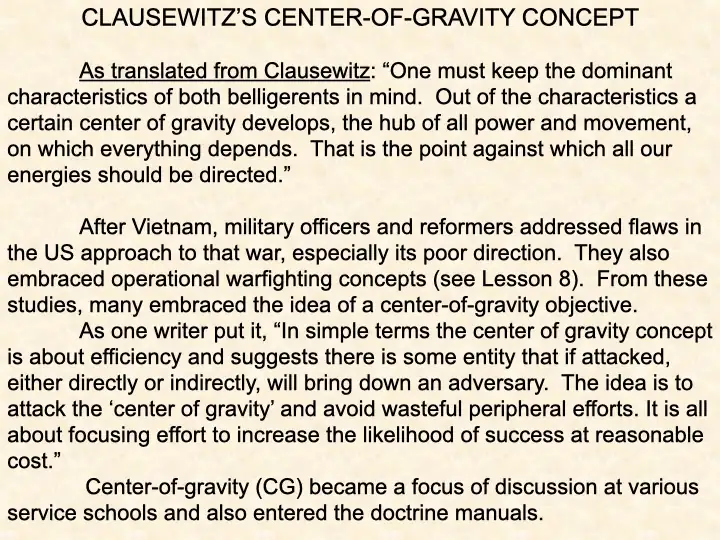 CLAUSEWITZ’S CENTER-OF-GRAVITY CONCEPT
As translated from Clausewitz: “One must keep the dominant
characteristics of both belligerents in mind.  Out of the characteristics a
certain center of gravity develops, the hub of all power and movement,
on which everything depends.  That is the point against which all our
energies should be directed.”
After Vietnam, military officers and reformers addressed flaws in
the US approach to that war, especially its poor direction.  They also
embraced operational warfighting concepts (see Lesson 8).  From these
studies, many embraced the idea of a center-of-gravity objective.
As one writer put it, “In simple terms the center of gravity concept
is about efficiency and suggests there is some entity that if attacked,
either directly or indirectly, will bring down an adversary.  The idea is to
attack the ‘center of gravity’ and avoid wasteful peripheral efforts. It is all
about focusing effort to increase the likelihood of success at reasonable
cost.”
Center-of-gravity (CG) became a focus of discussion at various
service schools and also entered the doctrine manuals.